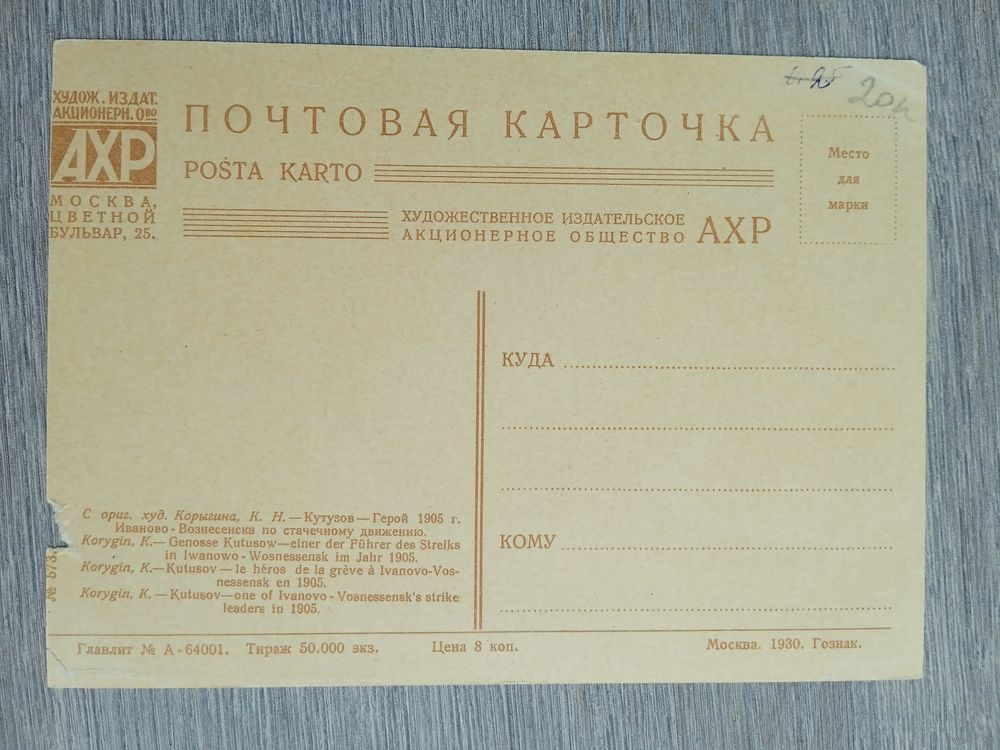 ХУДОЖ. ИЗДАТ.
АКЦИОНЕРН. Ово
АХР
МОСКВА,
ЦВЕТНОЙ
БУЛЬВАР, 25.
ПОЧТОВАЯ КАРТОЧКА
POŜTA KARTO
ХУДОЖЕСТВЕННОЕ ИЗДАТЕЛЬСКОЕ
АКЦИОНЕРНОЕ ОБЩЕСТВО АХР
20к
Место
для
марки
КУДА
КОМУ
С ориг. худ. Корыгина, К. Н. — Кутузов — Герой 1905 г.
Иваново - Вознесенска по стачечному движению.
Korygin, K.— Genosse Kutusow—einer der Führer des Streiks
in Iwanowo - Wosnessensk im Jahr 1905.
Korygin, K.—Kutusov — le héros de la grève à Ivanovo-Vos-
nessensk en 1905.
Korygin, K. — Kutusov—one of Ivanovo - Vosnessensk's strike
leaders in 1905.
Главлит № А - 64001. Тираж 50.000 экз. Цена 8 коп. Москва. 1930. Гознак.